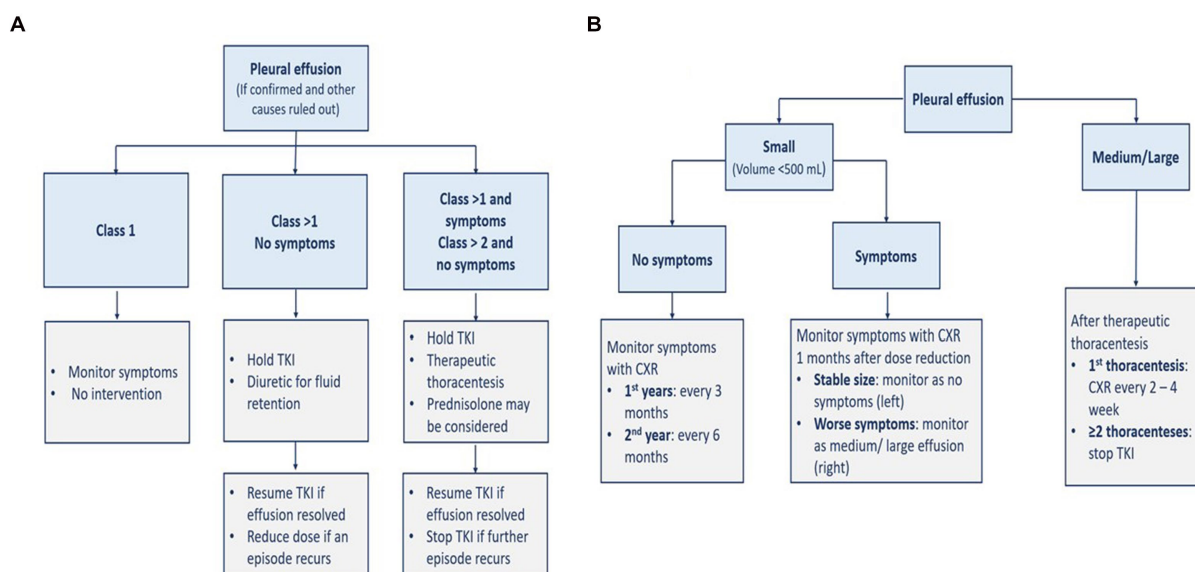 A
Pleural effusion
(If confirmed and other
causes ruled out)
Class 1
Class >1
No symptoms
Class >1 and
symptoms
Class > 2 and
no symptoms
• Monitor symptoms
• No intervention
• Hold TKI
• Diuretic for fluid
retention
• Hold TKI
• Therapeutic
thoracentesis
• Prednisolone may
be considered
• Resume TKI if
effusion resolved
• Reduce dose if an
episode recurs
• Resume TKI if
effusion resolved
• Stop TKI if further
episode recurs
B
Pleural effusion
Small
(Volume <500 mL)
Medium/Large
No symptoms
Symptoms
Monitor symptoms
with CXR
• 1st years: every 3
months
• 2nd year: every 6
months
Monitor symptoms with CXR
1 months after dose reduction
• Stable size: monitor as no
symptoms (left)
• Worse symptoms: monitor
as medium/ large effusion
(right)
After therapeutic
thoracentesis
• 1st thoracentesis:
CXR every 2 – 4
week
• ≥2 thoracenteses:
stop TKI